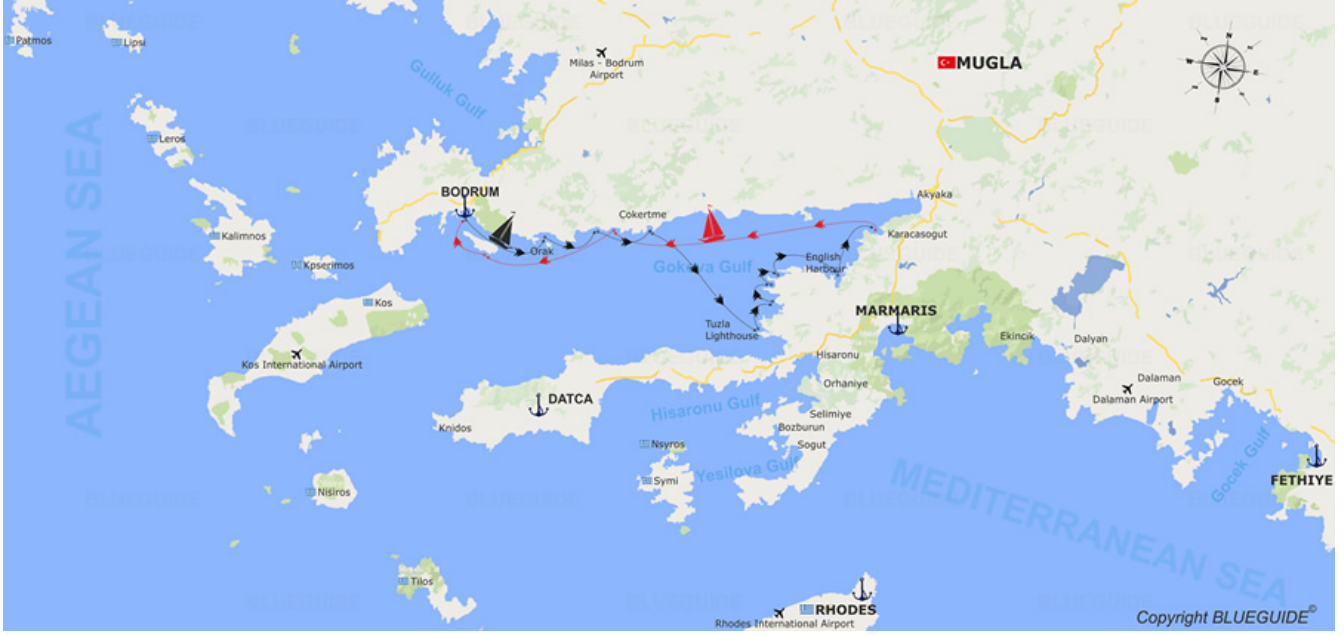 Patmos
Lipsi
Milas - Bodrum
Airport
MUGLA
N
W
E
S
Gulluk Gulf
BLUEGUIDE
AEGEAN SEA
Leros
BODRUM
Akyaka
Cokertme
Kalimnos
Karacasogut
Orak
Kpserimos
Gokova Gulf
English
Harbour
Kos
MARMARIS
Tuzla
Lighthouse
Ekincik
Dalyan
Kos International Airport
Hisaronu
Orhaniye
Dalaman
Gocek
Dalaman Airport
DATCA
Hisaronu Gulf
Selimiye
Knidos
Bozburun
Nsyros
Sogut
Gocek Gulf
Yesilova Gulf
Symi
FETHIYE
Nisiros
MEDITERRANEAN SEA
Tilos
RHODES
Rhodes International Airport
Copyright BLUEGUIDE©